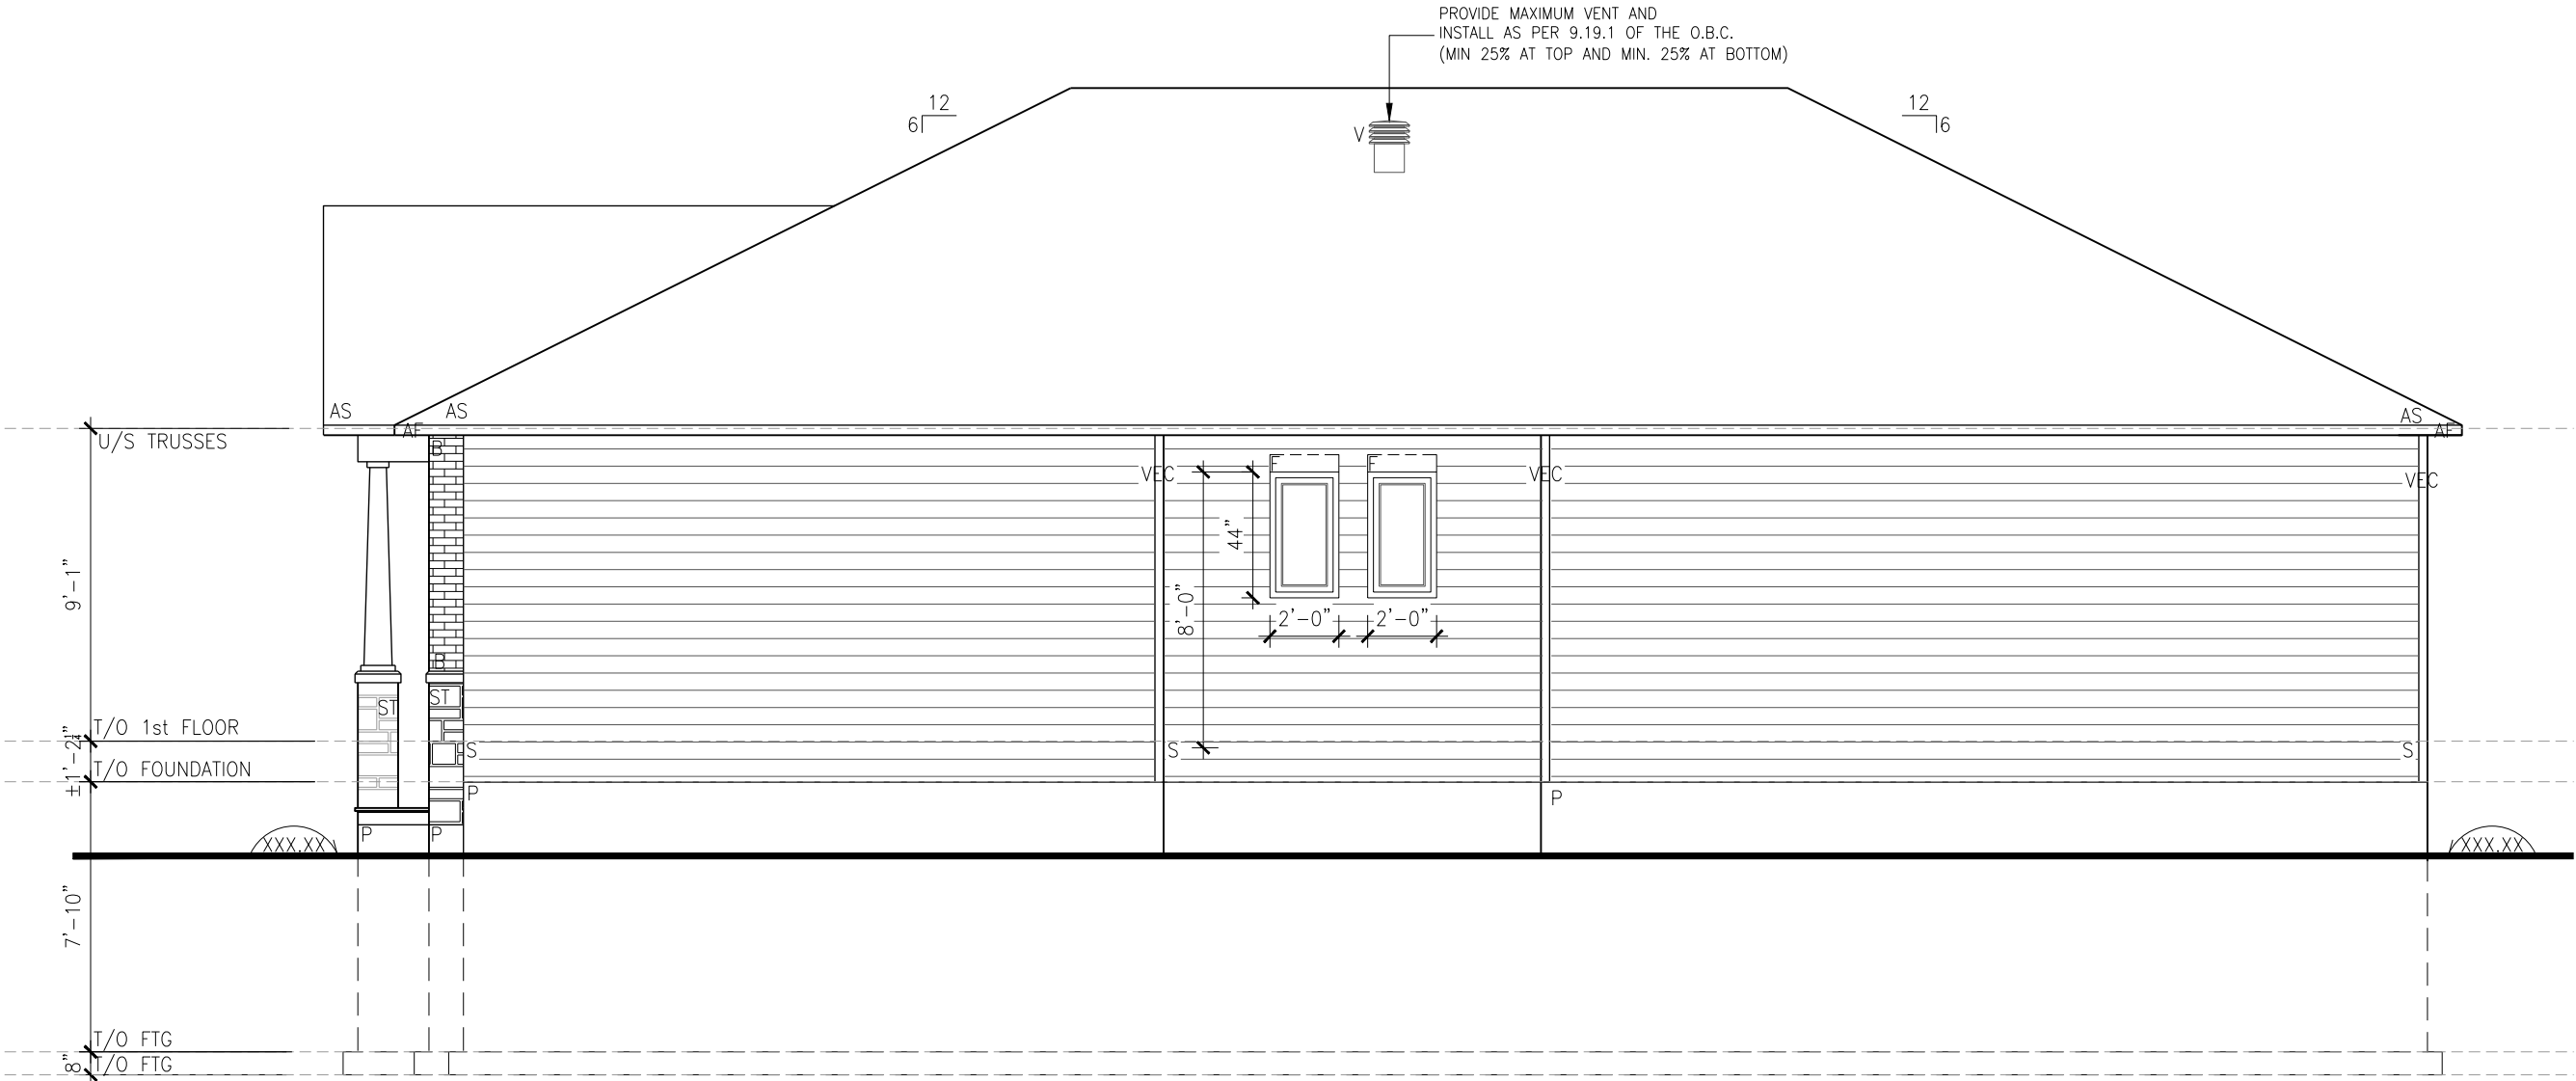 PROVIDE MAXIMUM VENT AND
INSTALL AS PER 9.19.1 OF THE O.B.C.
(MIN 25% AT TOP AND MIN. 25% AT BOTTOM)
12
6
12
6
V
AS
AS
AS
AF
AF
U/S TRUSSES
B
F
F
VEC
VEC
VEC
44"
9'-1"
8'-0"
2'-0"
2'-0"
B
ST
ST
T/O 1st FLOOR
S
S
S
T/O FOUNDATION
P
P
P
P
XXX.XX
XXX.XX
7'-10"
T/O FTG
8"
T/O FTG